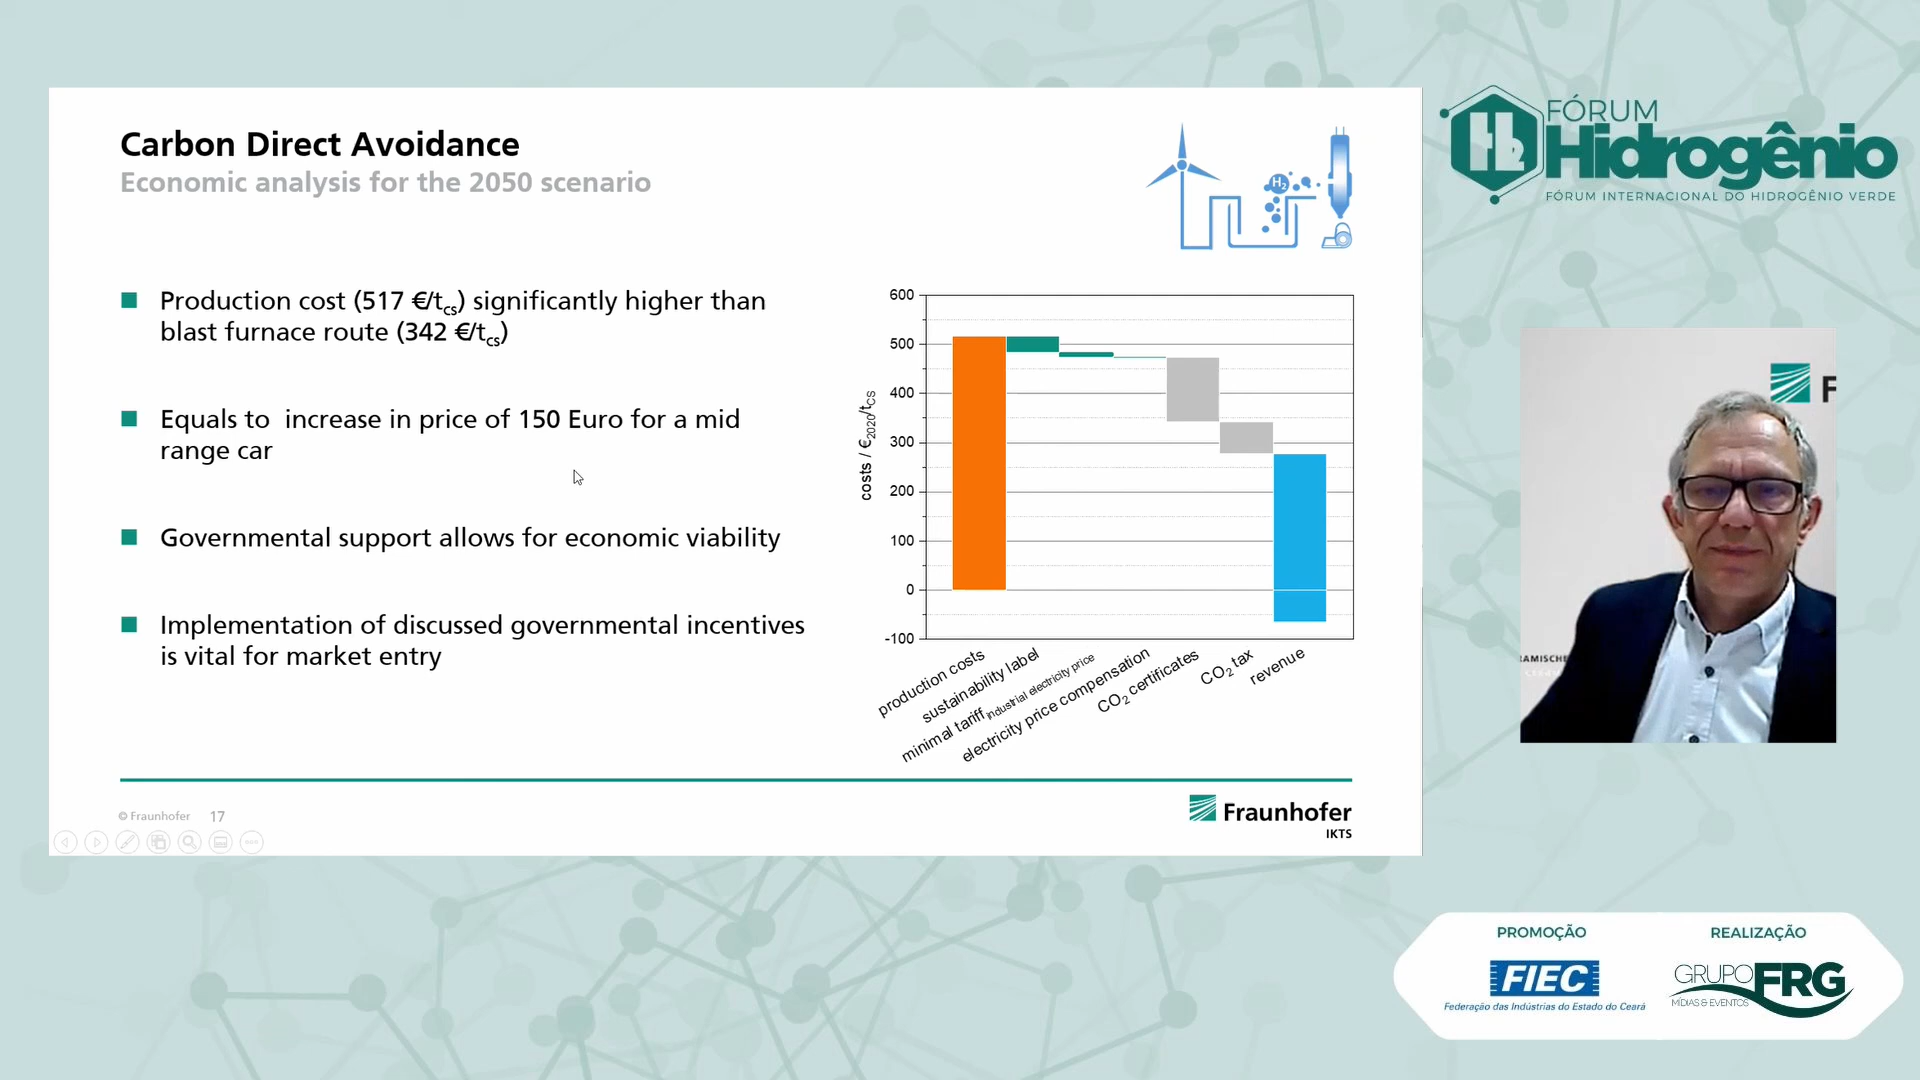 Carbon Direct Avoidance
Economic analysis for the 2050 scenario
H2
Production cost (517 €/tcs) significantly higher than
blast furnace route (342 €/tcs)
Equals to increase in price of 150 Euro for a mid
range car
Governmental support allows for economic viability
Implementation of discussed governmental incentives
is vital for market entry
costs / €2020/tCS
600
500
400
300
200
100
0
-100
production costs
sustainability label
minimal tariff industrial electricity price
electricity price compensation
CO2 certificates
CO2 tax
revenue
© Fraunhofer 17
Fraunhofer
IKTS
H2
FÓRUM
Hidrogênio
FÓRUM INTERNACIONAL DO HIDROGÊNIO VERDE
F
RAMISCHE
PROMOÇÃO
FIEC
Federação das Indústrias do Estado do Ceará
REALIZAÇÃO
GRUPO FRG
MÍDIAS & EVENTOS